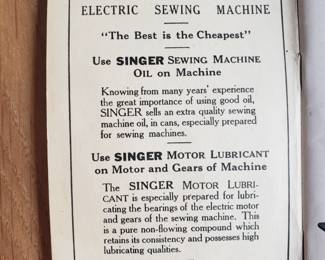 ELECTRIC SEWING MACHINE
"The Best is the Cheapest"
Use SINGER SEWING MACHINE
OIL on Machine
Knowing from many years' experience
the great importance of using good oil,
SINGER sells an extra quality sewing
machine oil, in cans, especially prepared
for sewing machines.
Use SINGER MOTOR LUBRICANT
on Motor and Gears of Machine
The SINGER MOTOR LUBRI-
CANT is especially prepared for lubri-
cating the bearings of the electric motor
and gears of the sewing machine. This
is a pure non-flowing compound which
retains its consistency and possesses high
lubricating qualities.